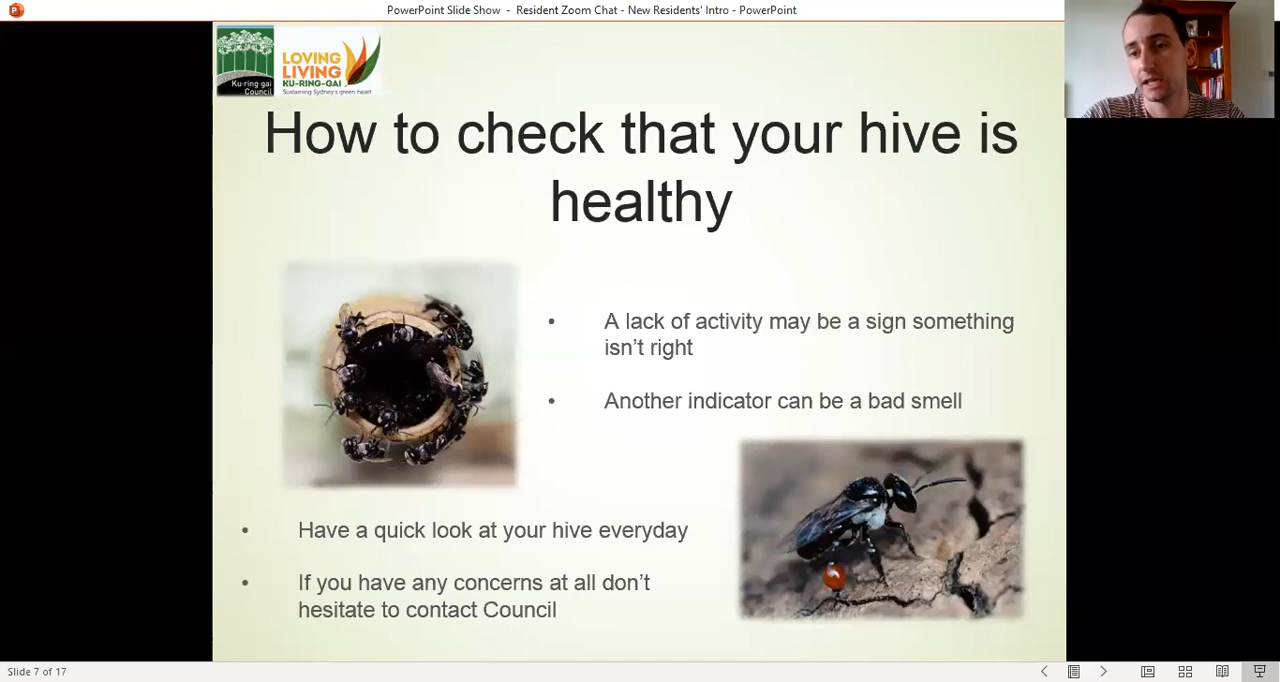 PowerPoint Slide Show - Resident Zoom Chat - New Residents' Intro - PowerPoint
Ku·ring gai
Council
LOVING
LIVING
KU·RING·GAI
Sustaining Sydney's green heart
How to check that your hive is
healthy
• A lack of activity may be a sign something
isn't right
• Another indicator can be a bad smell
• Have a quick look at your hive everyday
• If you have any concerns at all don't
hesitate to contact Council
Slide 7 of 17